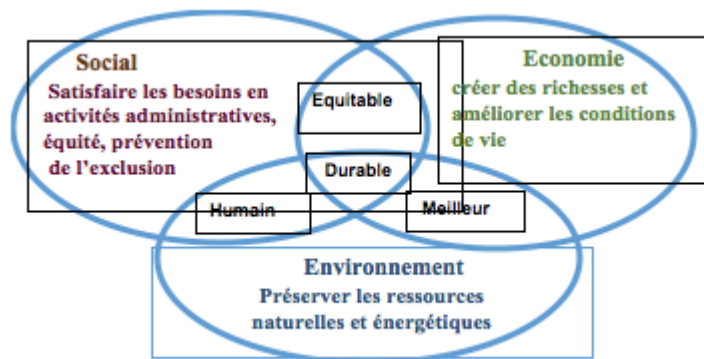 Social
Satisfaire les besoins en
activités administratives,
équité, prévention
de l'exclusion
Equitable
Economie
créer des richesses et
améliorer les conditions
de vie
Durable
Humain
Meilleur
Environnement
Préserver les ressources
naturelles et énergétiques